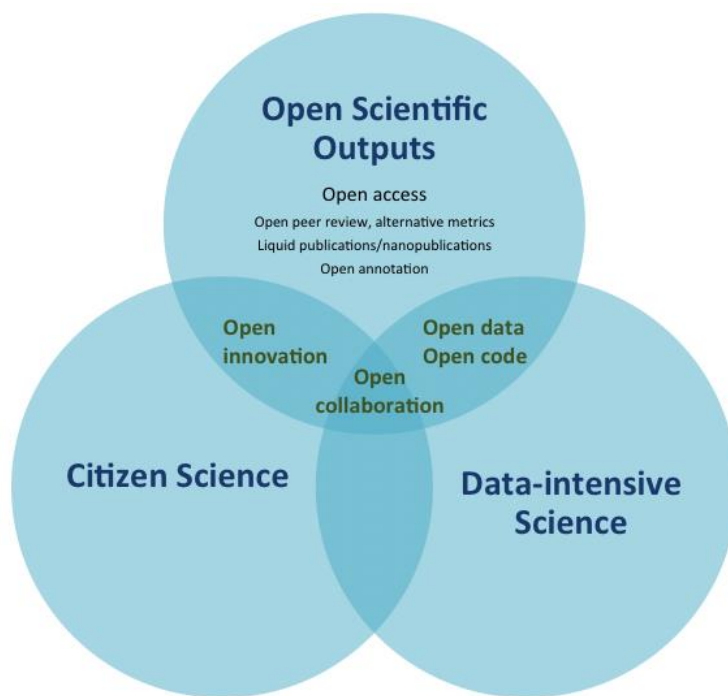 Open Scientific
Outputs
Open access
Open peer review, alternative metrics
Liquid publications/nanopublications
Open annotation
Open
innovation
Open data
Open code
Open
collaboration
Citizen Science
Data-intensive
Science